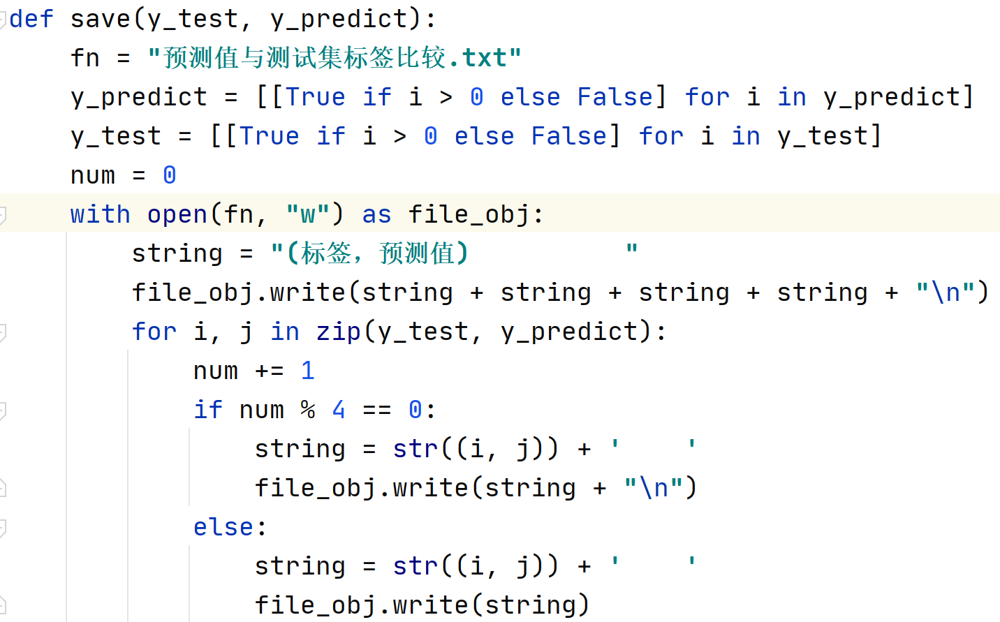 def save(y_test, y_predict):
    fn = "预测值与测试集标签比较.txt"
    y_predict = [[True if i > 0 else False] for i in y_predict]
    y_test = [[True if i > 0 else False] for i in y_test]
    num = 0
    with open(fn, "w") as file_obj:
        string = "(标签，预测值)          "
        file_obj.write(string + string + string + string + "\n")
        for i, j in zip(y_test, y_predict):
            num += 1
            if num % 4 == 0:
                string = str((i, j)) + '    '
                file_obj.write(string + "\n")
            else:
                string = str((i, j)) + '    '
                file_obj.write(string)